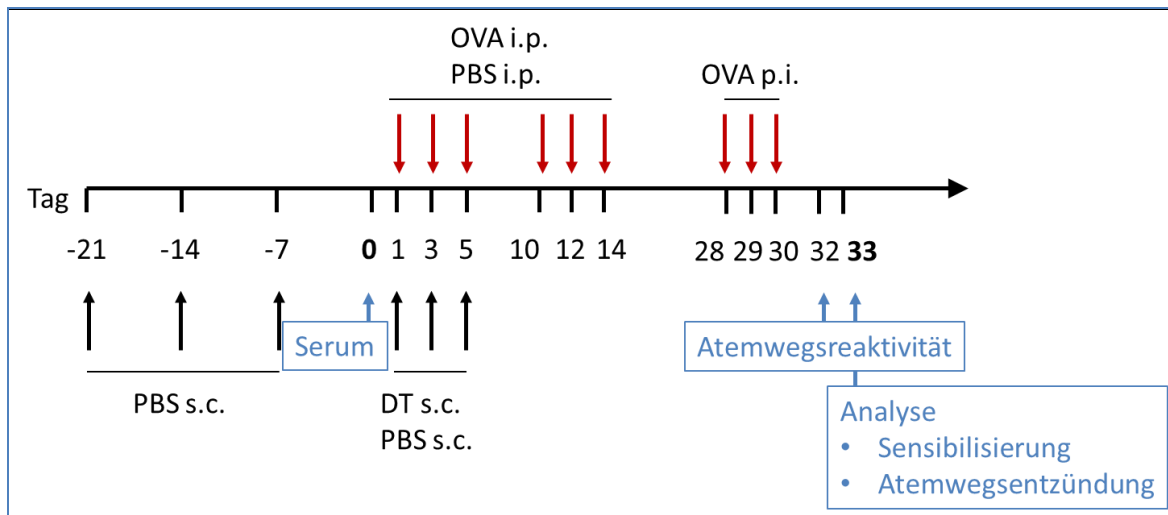 OVA i.p.
PBS i.p.
OVA p.i.
Tag
-21 -14 -7 0 1 3 5 10 12 14 28 29 30 32 33
Serum
Atemwegsreaktivität
PBS s.c.
DT s.c.
PBS s.c.
Analyse
• Sensibilisierung
• Atemwegsentzündung